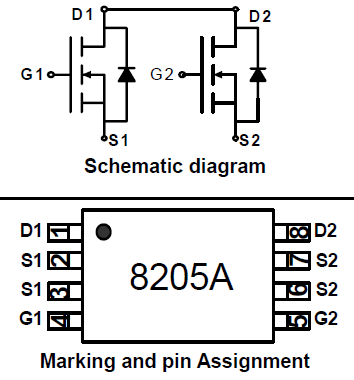 D1 D2
G1 G2
S1 S2
Schematic diagram
D1 1 8 D2
S1 2 7 S2
8205A
S1 3 6 S2
G1 4 5 G2
Marking and pin Assignment